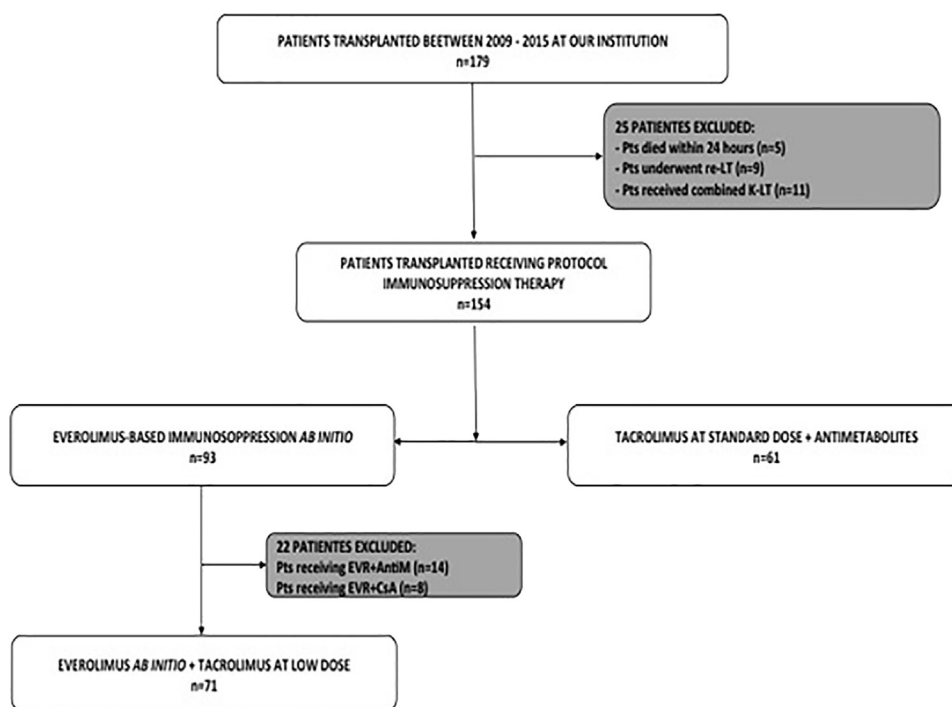 PATIENTS TRANSPLANTED BEETWEEN 2009 - 2015 AT OUR INSTITUTION
n=179
25 PATIENTES EXCLUDED:
- Pts died within 24 hours (n=5)
- Pts underwent re-LT (n=9)
- Pts received combined K-LT (n=11)
PATIENTS TRANSPLANTED RECEIVING PROTOCOL
IMMUNOSUPPRESSION THERAPY
n=154
EVEROLIMUS-BASED IMMUNOSOPPRESSION AB INITIO
n=93
TACROLIMUS AT STANDARD DOSE + ANTIMETABOLITES
n=61
22 PATIENTES EXCLUDED:
Pts receiving EVR+AntiM (n=14)
Pts receiving EVR+CsA (n=8)
EVEROLIMUS AB INITIO + TACROLIMUS AT LOW DOSE
n=71